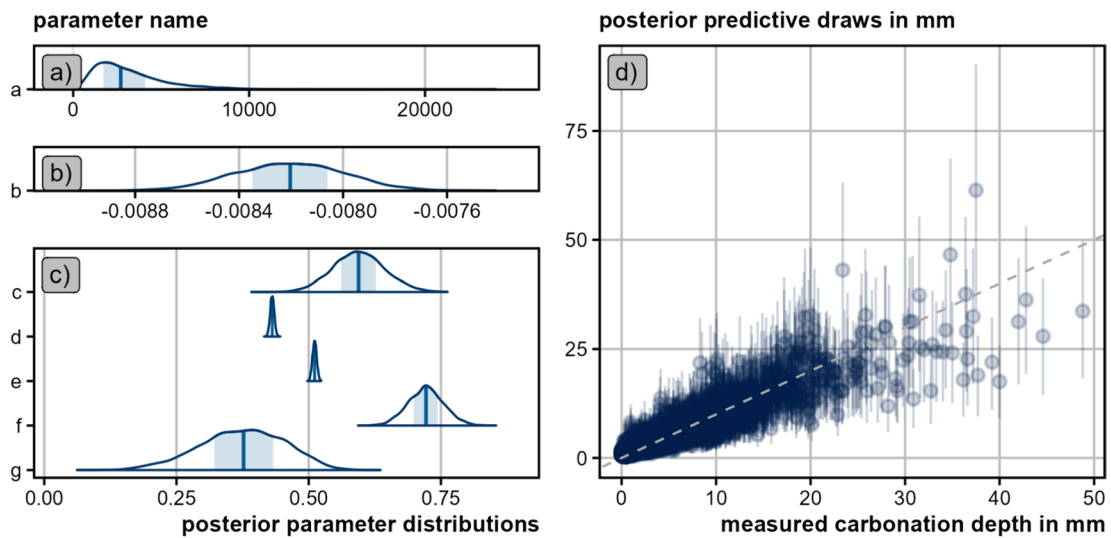 parameter name
a)
a
0 10000 20000
b)
b
-0.0088 -0.0084 -0.0080 -0.0076
c)
c
d
e
f
g
0.00 0.25 0.50 0.75
posterior parameter distributions
posterior predictive draws in mm
d)
75
50
25
0
0 10 20 30 40 50
measured carbonation depth in mm